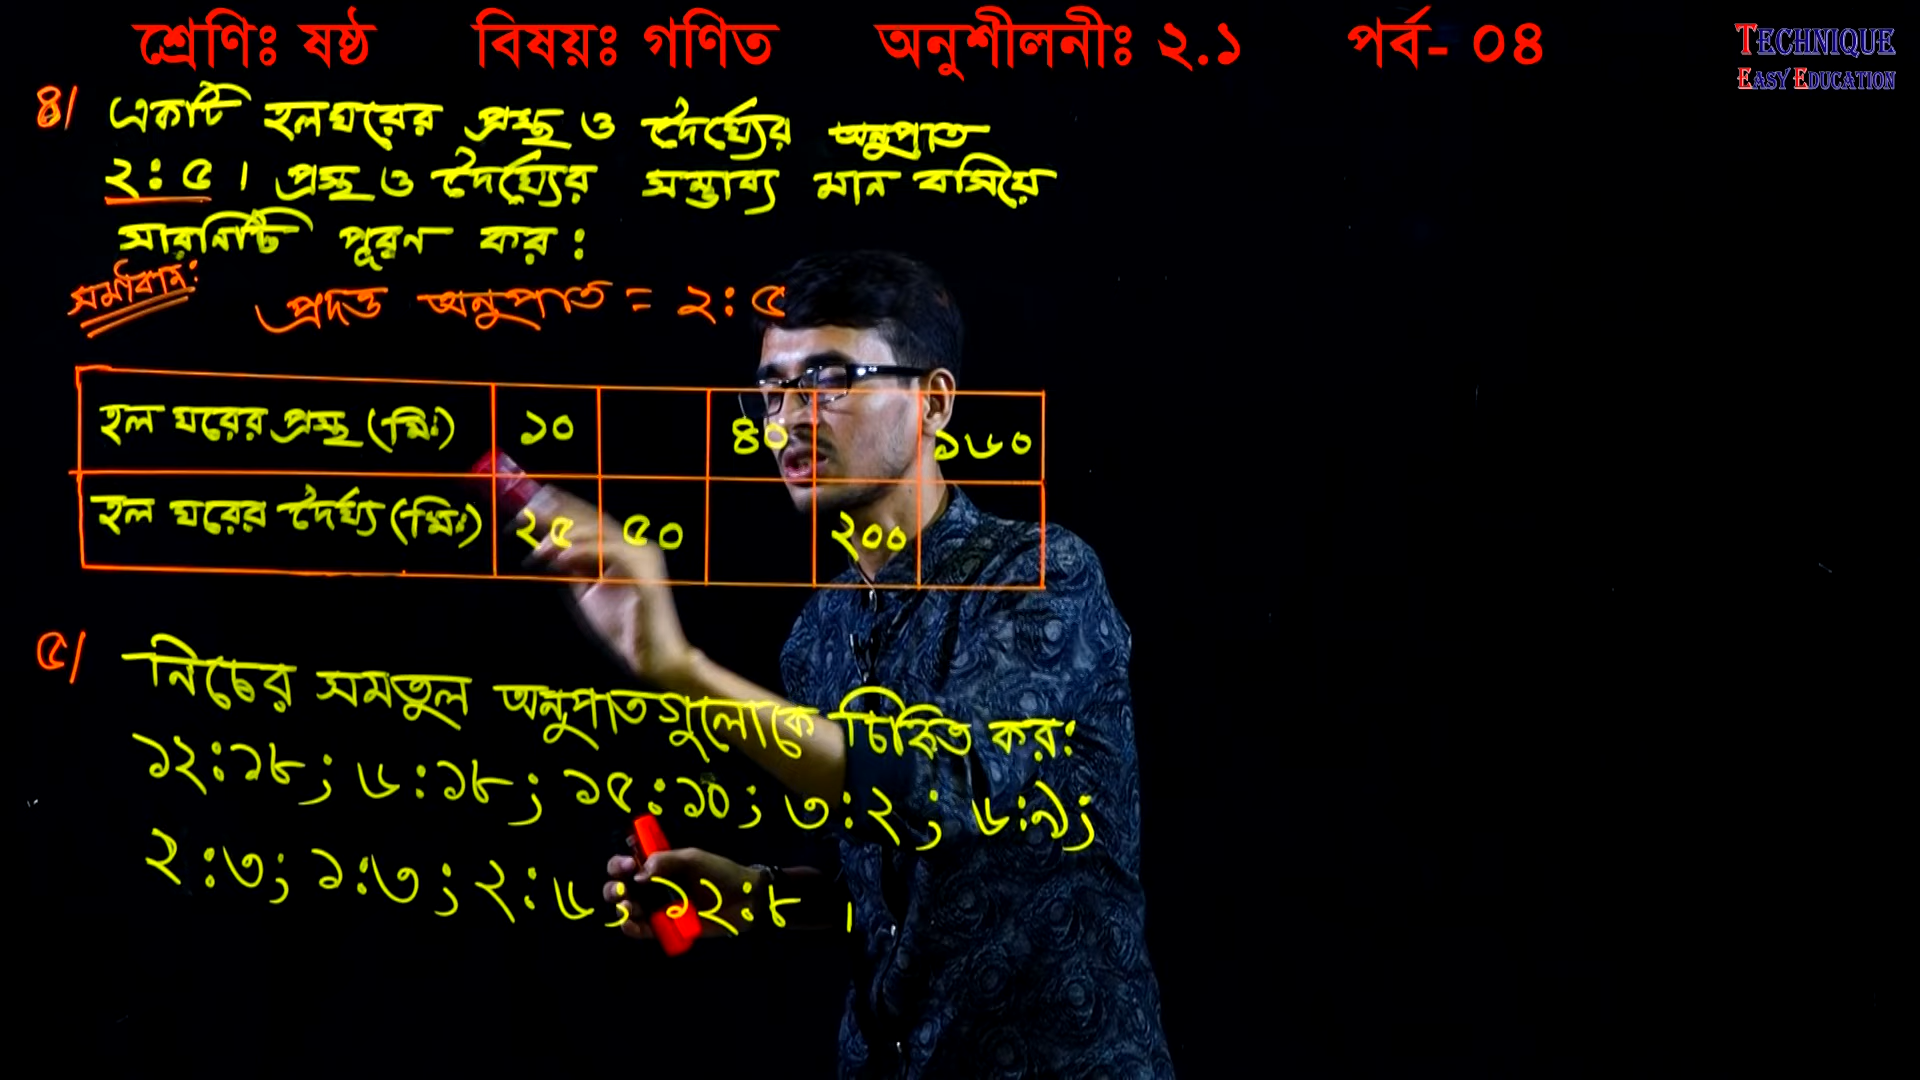 শ্রেণিঃ ষষ্ঠ বিষয়ঃ গণিত অনুশীলনীঃ ২.১ পর্ব- ০৪
TECHNIQUE
EASY EDUCATION
৪/ একটি হলঘরের প্রস্থ ও দৈর্ঘ্যের অনুপাত
২:৫। প্রস্থ ও দৈর্ঘ্যের সম্ভাব্য মান বসিয়ে
সারণিটি পূরণ কর:
সমাধান:
প্রদত্ত অনুপাত = ২:৫
হল ঘরের প্রস্থ (মিঃ) ১০ ৪০ ১৬০
হল ঘরের দৈর্ঘ্য (মিঃ) ২৫ ৫০ ২০০
৫/ নিচের সমতুল অনুপাতগুলোকে চিহ্নিত কর:
১২:১৮; ৬:১৮; ১৫:১০; ৩:২; ৬:৯;
২:৩; ১:৩; ২:৬; ১২:৮।